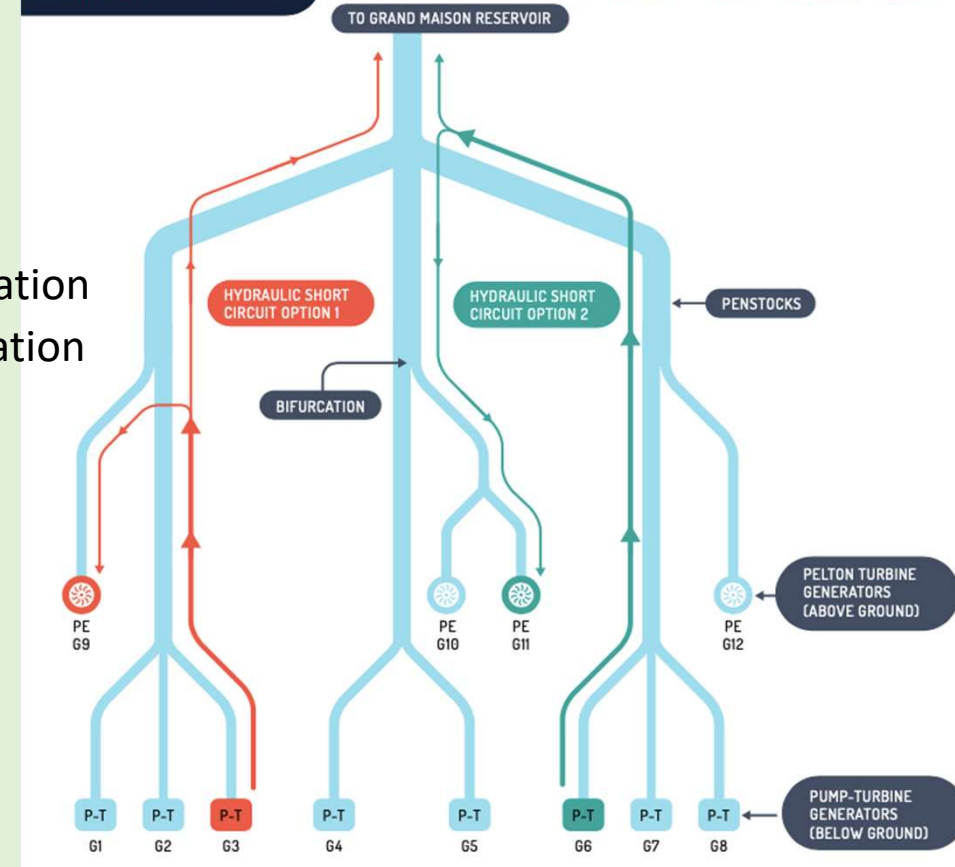 TO GRAND MAISON RESERVOIR
ation
ation
HYDRAULIC SHORT
CIRCUIT OPTION 1
HYDRAULIC SHORT
CIRCUIT OPTION 2
PENSTOCKS
BIFURCATION
PELTON TURBINE
GENERATORS
(ABOVE GROUND)
PE
G9
PE
G10
PE
G11
PE
G12
P-T
P-T
P-T
P-T
P-T
P-T
P-T
P-T
G1
G2
G3
G4
G5
G6
G7
G8
PUMP-TURBINE
GENERATORS
(BELOW GROUND)